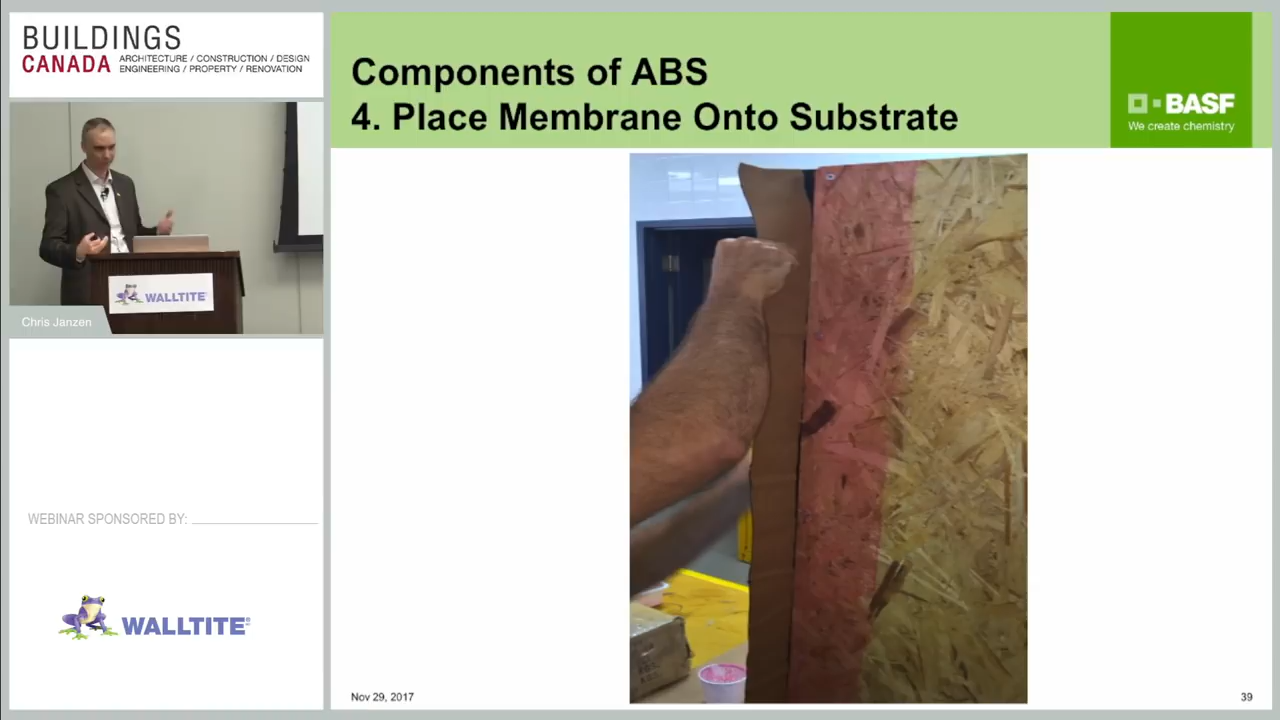 BUILDINGS
CANADA
ARCHITECTURE / CONSTRUCTION / DESIGN
ENGINEERING / PROPERTY / RENOVATION
Components of ABS
4. Place Membrane Onto Substrate
BASF
We create chemistry
WALLTITE
Chris Janzen
WEBINAR SPONSORED BY:
WALLTITE®
Nov 29, 2017
39